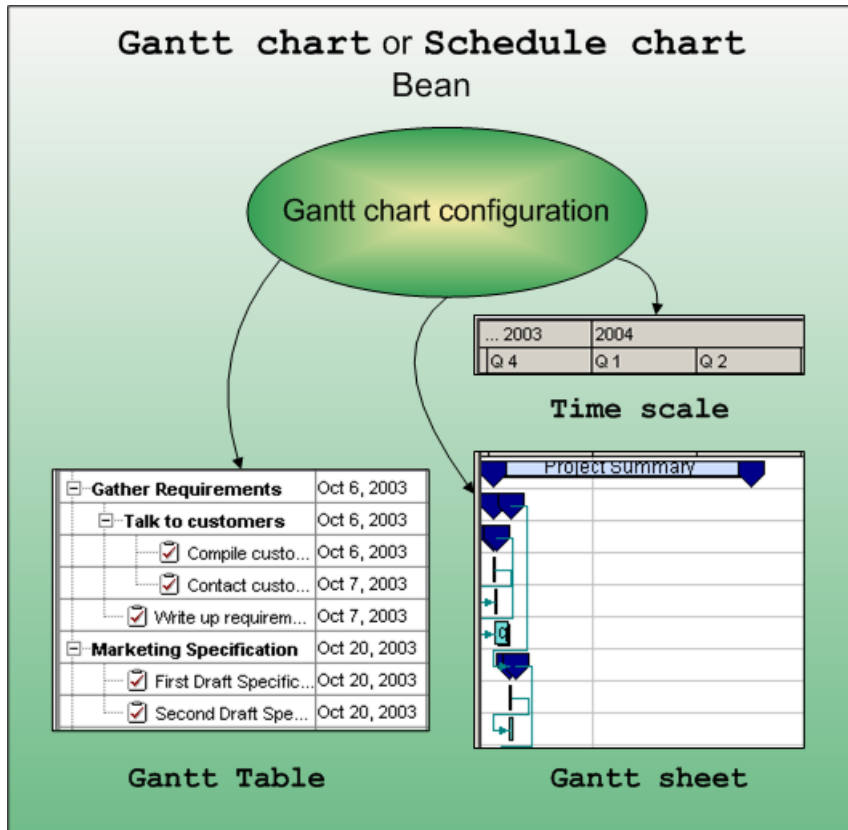 Gantt chart or Schedule chart
Bean
Gantt chart configuration
... 2003 2004
Q 4 Q 1 Q 2
Time scale
Gather Requirements Oct 6, 2003
Talk to customers Oct 6, 2003
Compile custo... Oct 6, 2003
Contact custo... Oct 7, 2003
Write up requirem... Oct 7, 2003
Marketing Specification Oct 20, 2003
First Draft Specific... Oct 20, 2003
Second Draft Spe... Oct 20, 2003
Gantt Table
Project Summary
Gantt sheet